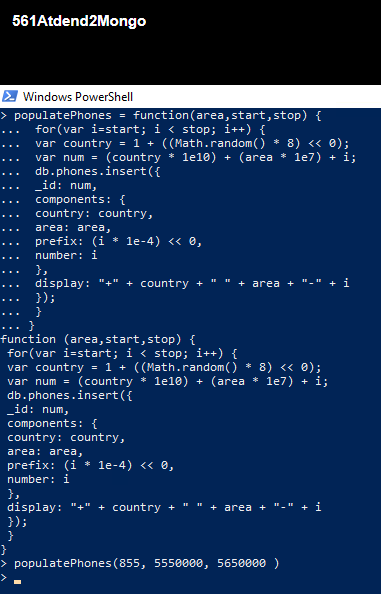 561Atdend2Mongo
Windows PowerShell
> populatePhones = function(area,start,stop) {
...  for(var i=start; i < stop; i++) {
...  var country = 1 + ((Math.random() * 8) << 0);
...  var num = (country * 1e10) + (area * 1e7) + i;
...  db.phones.insert({
...  _id: num,
...  components: {
...  country: country,
...  area: area,
...  prefix: (i * 1e-4) << 0,
...  number: i
...  },
...  display: "+" + country + " " + area + "-" + i
...  });
...  }
... }
function (area,start,stop) {
 for(var i=start; i < stop; i++) {
 var country = 1 + ((Math.random() * 8) << 0);
 var num = (country * 1e10) + (area * 1e7) + i;
 db.phones.insert({
 _id: num,
 components: {
 country: country,
 area: area,
 prefix: (i * 1e-4) << 0,
 number: i
 },
 display: "+" + country + " " + area + "-" + i
 });
 }
}
> populatePhones(855, 5550000, 5650000 )
>